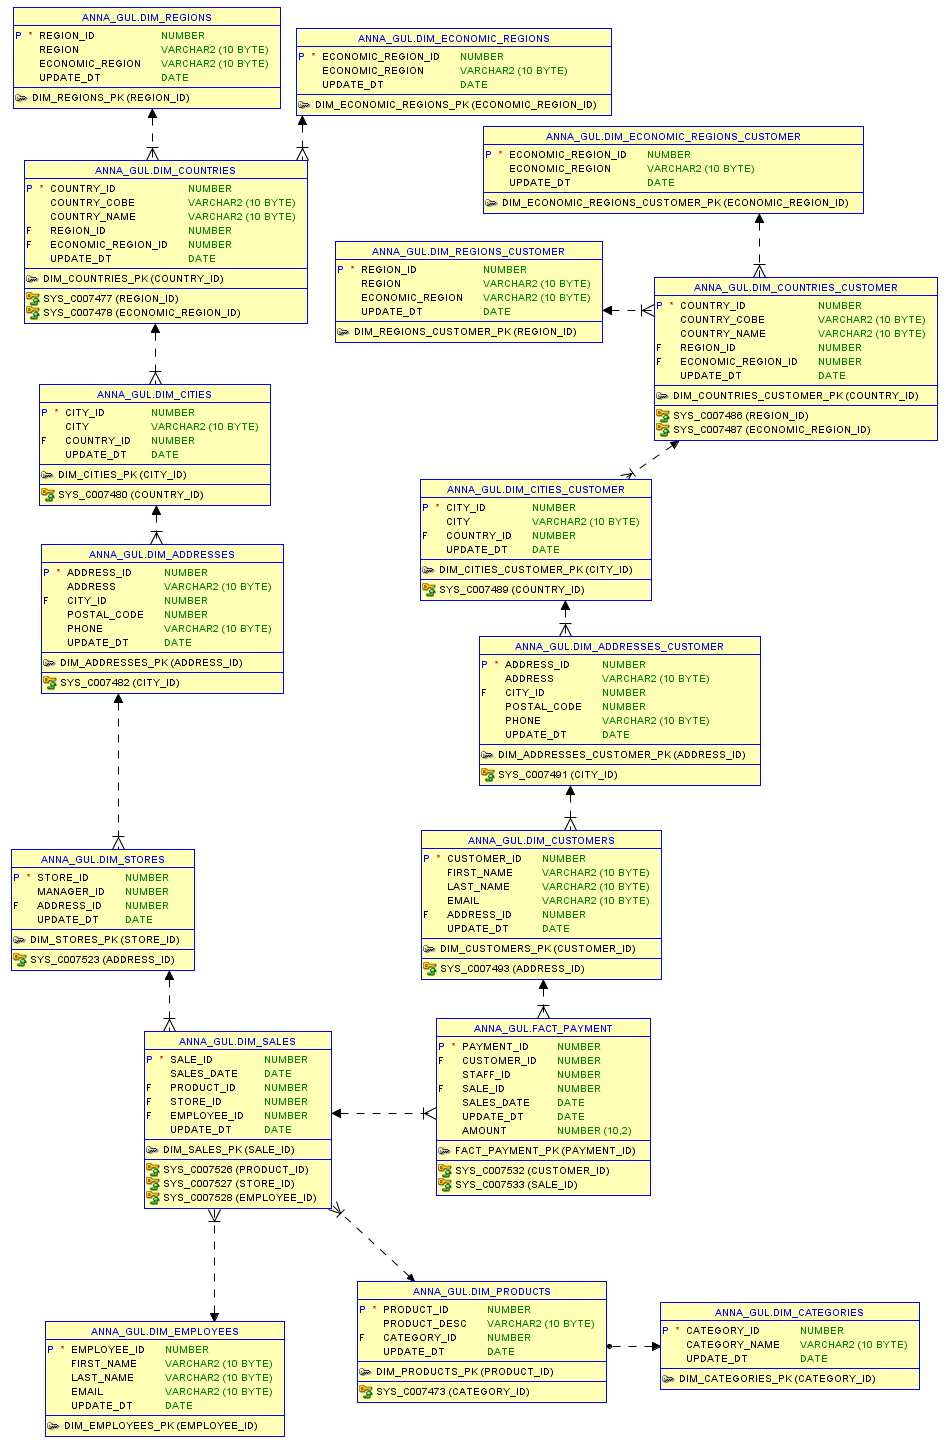 ANNA_GUL.DIM_REGIONS
P * REGION_ID NUMBER
REGION VARCHAR2 (10 BYTE)
ECONOMIC_REGION VARCHAR2 (10 BYTE)
UPDATE_DT DATE
DIM_REGIONS_PK (REGION_ID)
ANNA_GUL.DIM_ECONOMIC_REGIONS
P * ECONOMIC_REGION_ID NUMBER
ECONOMIC_REGION VARCHAR2 (10 BYTE)
UPDATE_DT DATE
DIM_ECONOMIC_REGIONS_PK (ECONOMIC_REGION_ID)
ANNA_GUL.DIM_ECONOMIC_REGIONS_CUSTOMER
P * ECONOMIC_REGION_ID NUMBER
ECONOMIC_REGION VARCHAR2 (10 BYTE)
UPDATE_DT DATE
DIM_ECONOMIC_REGIONS_CUSTOMER_PK (ECONOMIC_REGION_ID)
ANNA_GUL.DIM_COUNTRIES
P * COUNTRY_ID NUMBER
COUNTRY_COBE VARCHAR2 (10 BYTE)
COUNTRY_NAME VARCHAR2 (10 BYTE)
F REGION_ID NUMBER
F ECONOMIC_REGION_ID NUMBER
UPDATE_DT DATE
DIM_COUNTRIES_PK (COUNTRY_ID)
SYS_C007477 (REGION_ID)
SYS_C007478 (ECONOMIC_REGION_ID)
ANNA_GUL.DIM_REGIONS_CUSTOMER
P * REGION_ID NUMBER
REGION VARCHAR2 (10 BYTE)
ECONOMIC_REGION VARCHAR2 (10 BYTE)
UPDATE_DT DATE
DIM_REGIONS_CUSTOMER_PK (REGION_ID)
ANNA_GUL.DIM_COUNTRIES_CUSTOMER
P * COUNTRY_ID NUMBER
COUNTRY_COBE VARCHAR2 (10 BYTE)
COUNTRY_NAME VARCHAR2 (10 BYTE)
F REGION_ID NUMBER
F ECONOMIC_REGION_ID NUMBER
UPDATE_DT DATE
DIM_COUNTRIES_CUSTOMER_PK (COUNTRY_ID)
SYS_C007486 (REGION_ID)
SYS_C007487 (ECONOMIC_REGION_ID)
ANNA_GUL.DIM_CITIES
P * CITY_ID NUMBER
CITY VARCHAR2 (10 BYTE)
F COUNTRY_ID NUMBER
UPDATE_DT DATE
DIM_CITIES_PK (CITY_ID)
SYS_C007480 (COUNTRY_ID)
ANNA_GUL.DIM_CITIES_CUSTOMER
P * CITY_ID NUMBER
CITY VARCHAR2 (10 BYTE)
F COUNTRY_ID NUMBER
UPDATE_DT DATE
DIM_CITIES_CUSTOMER_PK (CITY_ID)
SYS_C007489 (COUNTRY_ID)
ANNA_GUL.DIM_ADDRESSES
P * ADDRESS_ID NUMBER
ADDRESS VARCHAR2 (10 BYTE)
F CITY_ID NUMBER
POSTAL_CODE NUMBER
PHONE VARCHAR2 (10 BYTE)
UPDATE_DT DATE
DIM_ADDRESSES_PK (ADDRESS_ID)
SYS_C007482 (CITY_ID)
ANNA_GUL.DIM_ADDRESSES_CUSTOMER
P * ADDRESS_ID NUMBER
ADDRESS VARCHAR2 (10 BYTE)
F CITY_ID NUMBER
POSTAL_CODE NUMBER
PHONE VARCHAR2 (10 BYTE)
UPDATE_DT DATE
DIM_ADDRESSES_CUSTOMER_PK (ADDRESS_ID)
SYS_C007491 (CITY_ID)
ANNA_GUL.DIM_STORES
P * STORE_ID NUMBER
MANAGER_ID NUMBER
F ADDRESS_ID NUMBER
UPDATE_DT DATE
DIM_STORES_PK (STORE_ID)
SYS_C007523 (ADDRESS_ID)
ANNA_GUL.DIM_CUSTOMERS
P * CUSTOMER_ID NUMBER
FIRST_NAME VARCHAR2 (10 BYTE)
LAST_NAME VARCHAR2 (10 BYTE)
EMAIL VARCHAR2 (10 BYTE)
F ADDRESS_ID NUMBER
UPDATE_DT DATE
DIM_CUSTOMERS_PK (CUSTOMER_ID)
SYS_C007493 (ADDRESS_ID)
ANNA_GUL.DIM_SALES
P * SALE_ID NUMBER
SALES_DATE DATE
F PRODUCT_ID NUMBER
F STORE_ID NUMBER
F EMPLOYEE_ID NUMBER
UPDATE_DT DATE
DIM_SALES_PK (SALE_ID)
SYS_C007526 (PRODUCT_ID)
SYS_C007527 (STORE_ID)
SYS_C007528 (EMPLOYEE_ID)
ANNA_GUL.FACT_PAYMENT
P * PAYMENT_ID NUMBER
F CUSTOMER_ID NUMBER
STAFF_ID NUMBER
F SALE_ID NUMBER
SALES_DATE DATE
UPDATE_DT DATE
AMOUNT NUMBER (10,2)
FACT_PAYMENT_PK (PAYMENT_ID)
SYS_C007532 (CUSTOMER_ID)
SYS_C007533 (SALE_ID)
ANNA_GUL.DIM_EMPLOYEES
P * EMPLOYEE_ID NUMBER
FIRST_NAME VARCHAR2 (10 BYTE)
LAST_NAME VARCHAR2 (10 BYTE)
EMAIL VARCHAR2 (10 BYTE)
UPDATE_DT DATE
DIM_EMPLOYEES_PK (EMPLOYEE_ID)
ANNA_GUL.DIM_PRODUCTS
P * PRODUCT_ID NUMBER
PRODUCT_DESC VARCHAR2 (10 BYTE)
F CATEGORY_ID NUMBER
UPDATE_DT DATE
DIM_PRODUCTS_PK (PRODUCT_ID)
SYS_C007473 (CATEGORY_ID)
ANNA_GUL.DIM_CATEGORIES
P * CATEGORY_ID NUMBER
CATEGORY_NAME VARCHAR2 (10 BYTE)
UPDATE_DT DATE
DIM_CATEGORIES_PK (CATEGORY_ID)